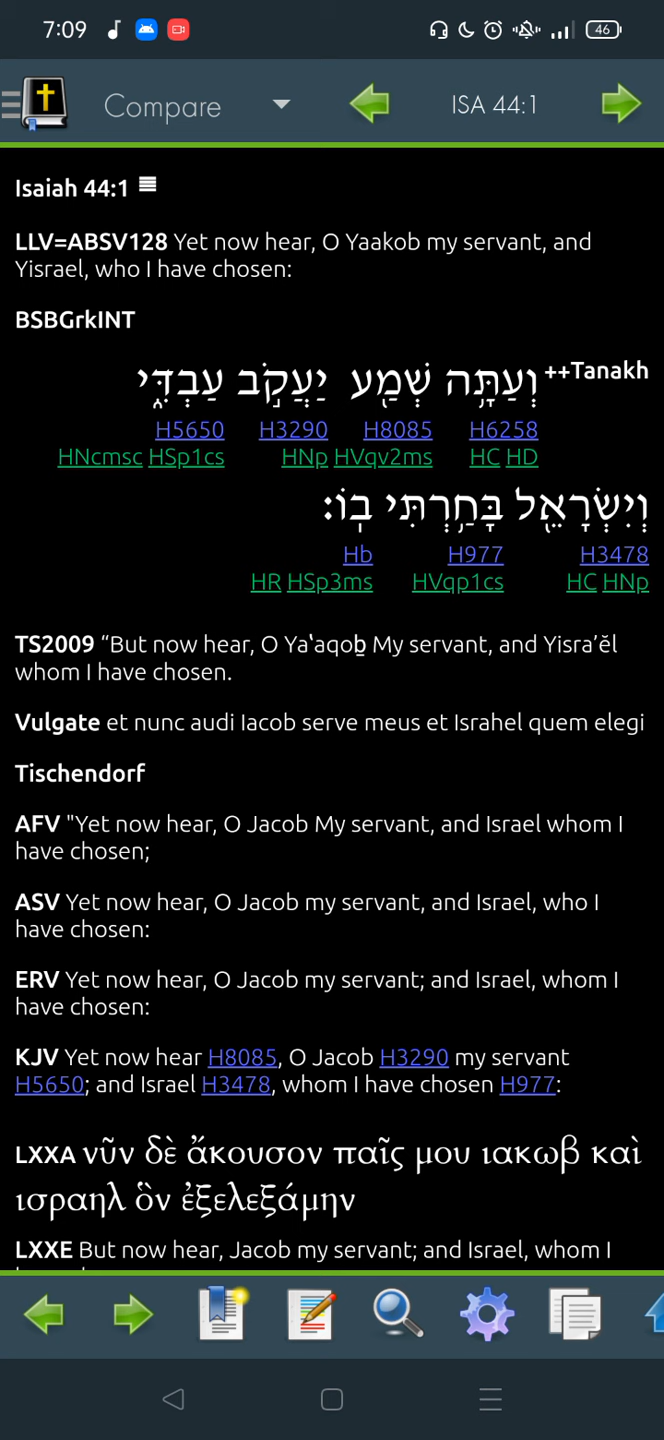 7:09
46
Compare
ISA 44:1
Isaiah 44:1
LLV=ABSV128 Yet now hear, O Yaakob my servant, and
Yisrael, who I have chosen:
BSBGrkINT
++Tanakh וְעַתָּ֥ה שְׁמַ֖ע יַעֲקֹ֣ב עַבְדִּ֑י
H5650 H3290 H8085 H6258
HNcmsc HSp1cs HNp HVqv2ms HC HD
וְיִשְׂרָאֵ֖ל בָּחַ֥רְתִּי בֽוֹ׃
Hb H977 H3478
HR HSp3ms HVqp1cs HC HNp
TS2009 “But now hear, O Ya‛aqoḇ My servant, and Yisra’ĕl
whom I have chosen.
Vulgate et nunc audi Iacob serve meus et Israhel quem elegi
Tischendorf
AFV "Yet now hear, O Jacob My servant, and Israel whom I
have chosen;
ASV Yet now hear, O Jacob my servant, and Israel, who I
have chosen:
ERV Yet now hear, O Jacob my servant; and Israel, whom I
have chosen:
KJV Yet now hear H8085, O Jacob H3290 my servant
H5650; and Israel H3478, whom I have chosen H977:
LXXA νῦν δὲ ἄκουσον παῖς μου ιακωβ καὶ
ισραηλ ὃν ἐξελεξάμην
LXXE But now hear, Jacob my servant; and Israel, whom I